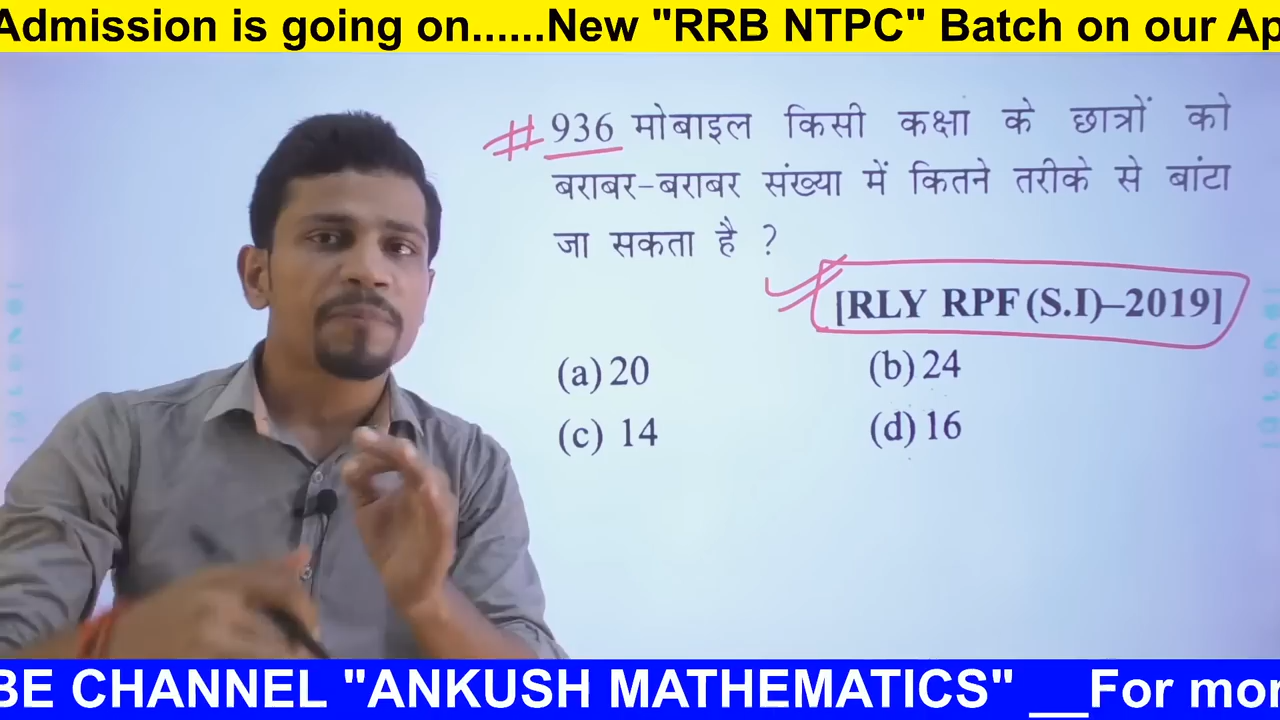 Admission is going on......New "RRB NTPC" Batch on our Ap
# 936 मोबाइल किसी कक्षा के छात्रों को
बराबर-बराबर संख्या में कितने तरीके से बांटा
जा सकता है ?
[RLY RPF (S.I)–2019]
(a) 20 (b) 24
(c) 14 (d) 16
BE CHANNEL "ANKUSH MATHEMATICS" __For mor